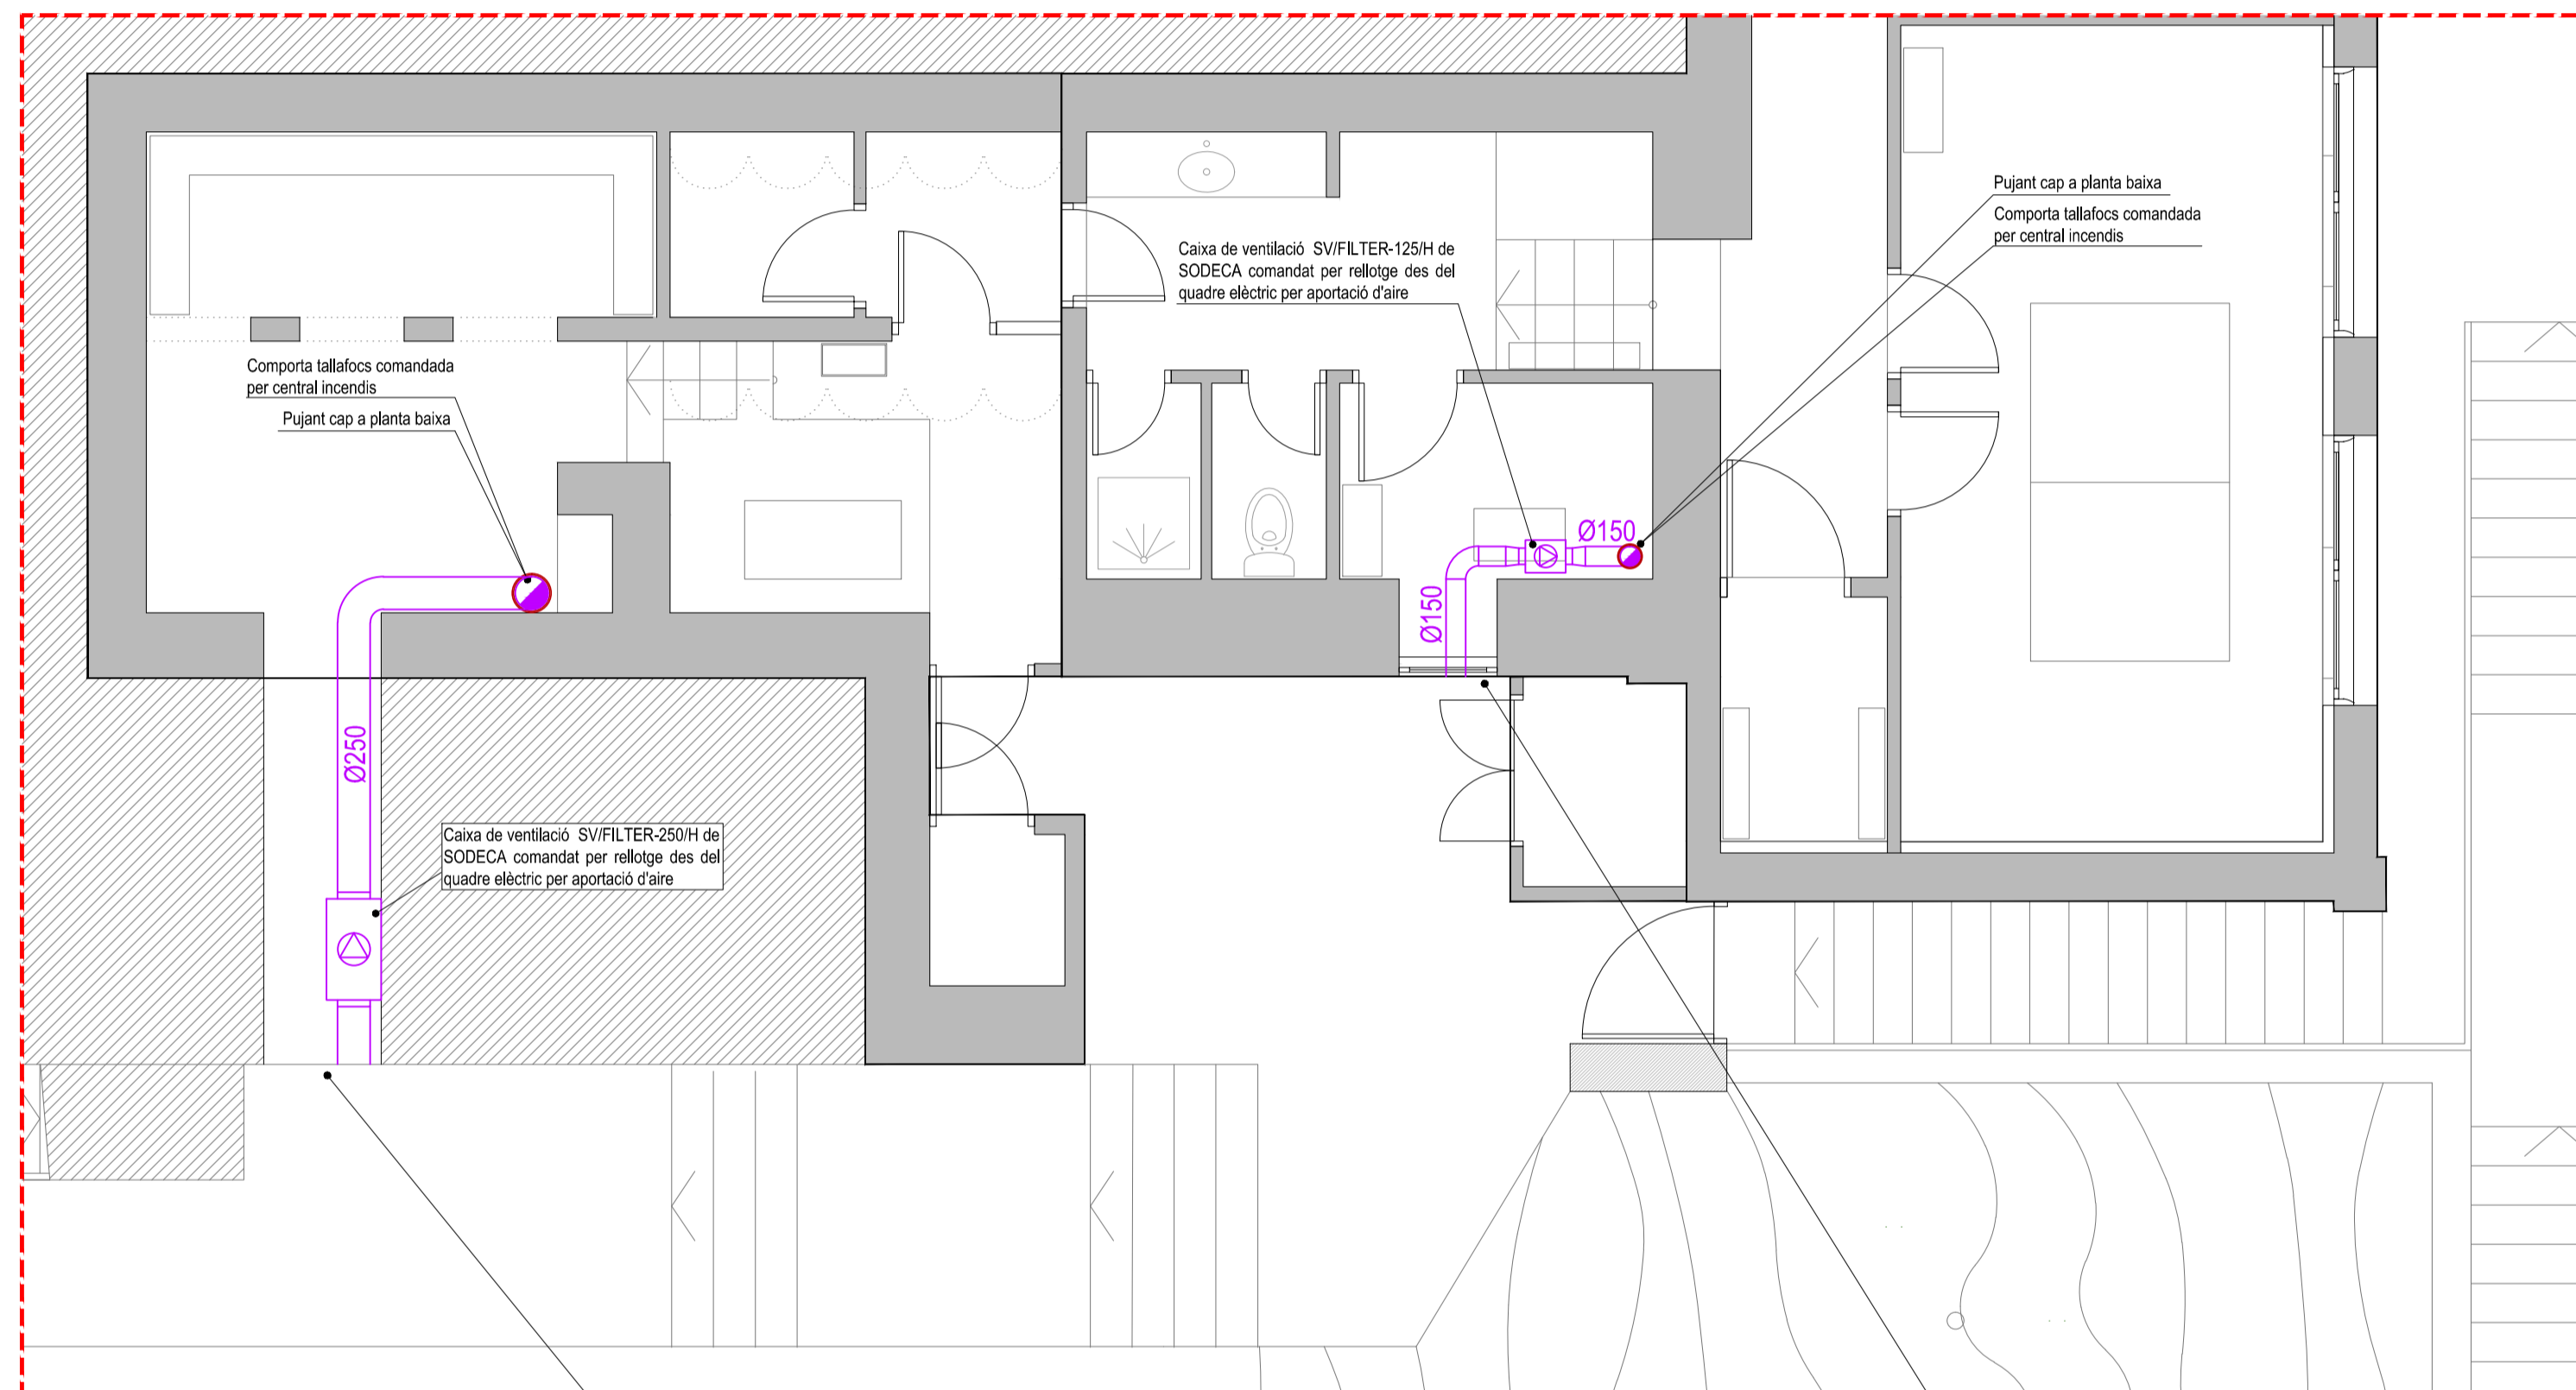 Pujant cap a planta baixa
Comporta tallafocs comandada
per central incendis
Caixa de ventilació SV/FILTER-125/H de
SODECA comandat per rellotge des del
quadre elèctric per aportació d'aire
Comporta tallafocs comandada
per central incendis
Pujant cap a planta baixa
Ø150
Ø150
Ø250
Caixa de ventilació SV/FILTER-250/H de
SODECA comandat per rellotge des del
quadre elèctric per aportació d'aire